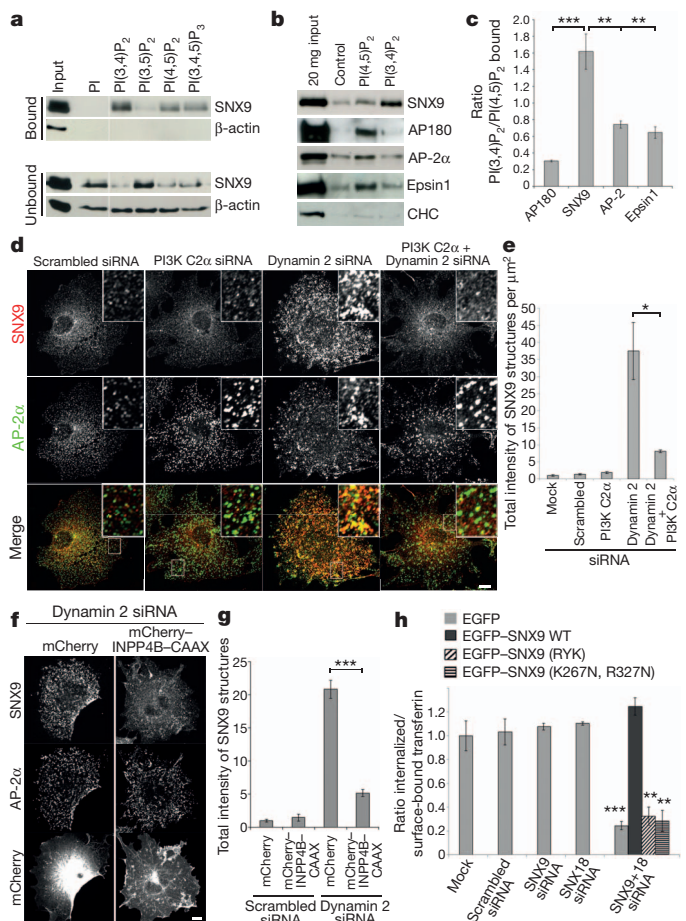 a
Input
PI
PI(3,4)P2
PI(3,5)P2
PI(4,5)P2
PI(3,4,5)P3
Bound
SNX9
β-actin
Unbound
SNX9
β-actin
b
20 mg input
Control
PI(4,5)P2
PI(3,4)P2
SNX9
AP180
AP-2α
Epsin1
CHC
c
Ratio
PI(3,4)P2/PI(4,5)P2 bound
2.0
1.8
1.6
1.4
1.2
1.0
0.8
0.6
0.4
0.2
0
*** ** **
AP180
SNX9
AP-2
Epsin1
d
Scrambled siRNA
PI3K C2α siRNA
Dynamin 2 siRNA
PI3K C2α +
Dynamin 2 siRNA
SNX9
AP-2α
Merge
e
Total intensity of SNX9 structures per μm2
50
45
40
35
30
25
20
15
10
5
0
*
Mock
Scrambled
PI3K C2α
Dynamin 2
Dynamin 2
+ PI3K C2α
siRNA
f
Dynamin 2 siRNA
mCherry
mCherry–
INPP4B–CAAX
SNX9
AP-2α
mCherry
g
Total intensity of SNX9 structures
25
20
15
10
5
0
***
mCherry
mCherry–
INPP4B–
CAAX
mCherry
mCherry–
INPP4B–
CAAX
Scrambled
siRNA
Dynamin 2
siRNA
h
EGFP
EGFP–SNX9 WT
EGFP–SNX9 (RYK)
EGFP–SNX9 (K267N, R327N)
Ratio internalized/
surface-bound transferrin
1.4
1.2
1.0
0.8
0.6
0.4
0.2
0
*** ** **
Mock
Scrambled
siRNA
SNX9
siRNA
SNX18
siRNA
SNX9+18
siRNA